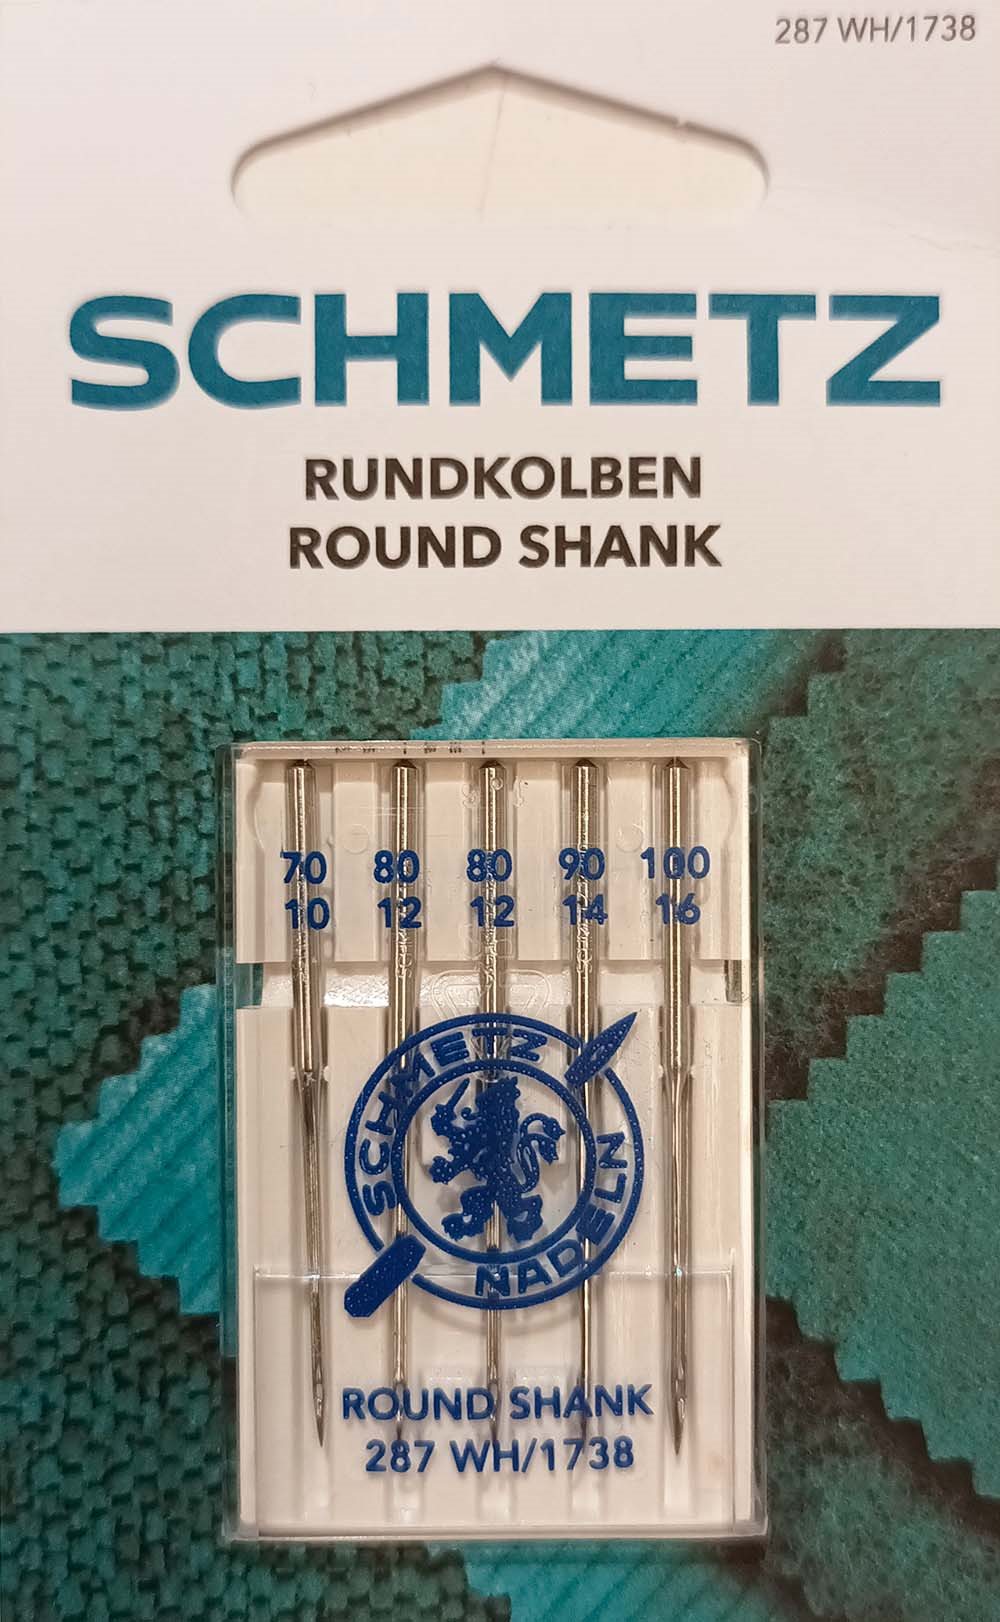 287 WH/1738
SCHMETZ
RUNDKOLBEN
ROUND SHANK
70 80 80 90 100
10 12 12 14 16
SCHMETZ
NADELN
ROUND SHANK
287 WH/1738